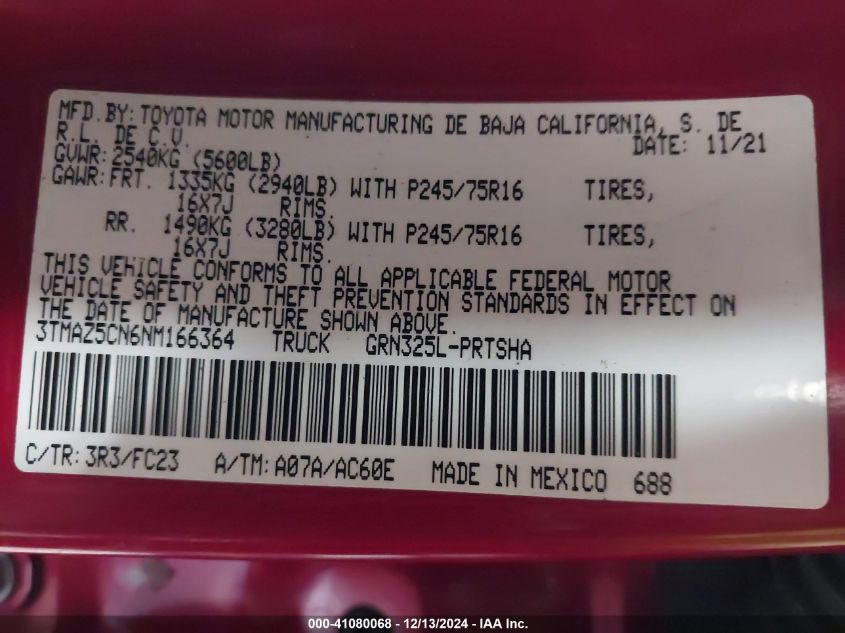 MFD.BY: TOYOTA MOTOR MANUFACTURING DE BAJA CALIFORNIA, S. DE
R.L. DE C.V. DATE: 11/21
GVWR: 2540KG (5600LB)
GAWR: FRT. 1335KG (2940LB) WITH P245/75R16 TIRES,
16X7J RIMS.
RR. 1490KG (3280LB) WITH P245/75R16 TIRES,
16X7J RIMS.
THIS VEHICLE CONFORMS TO ALL APPLICABLE FEDERAL MOTOR
VEHICLE SAFETY AND THEFT PREVENTION STANDARDS IN EFFECT ON
THE DATE OF MANUFACTURE SHOWN ABOVE.
3TMAZ5CN6NM166364 TRUCK GRN325L-PRTSHA
C/TR: 3R3/FC23 A/TM: A07A/AC60E MADE IN MEXICO 688
000-41080068 - 12/13/2024 - IAA Inc.